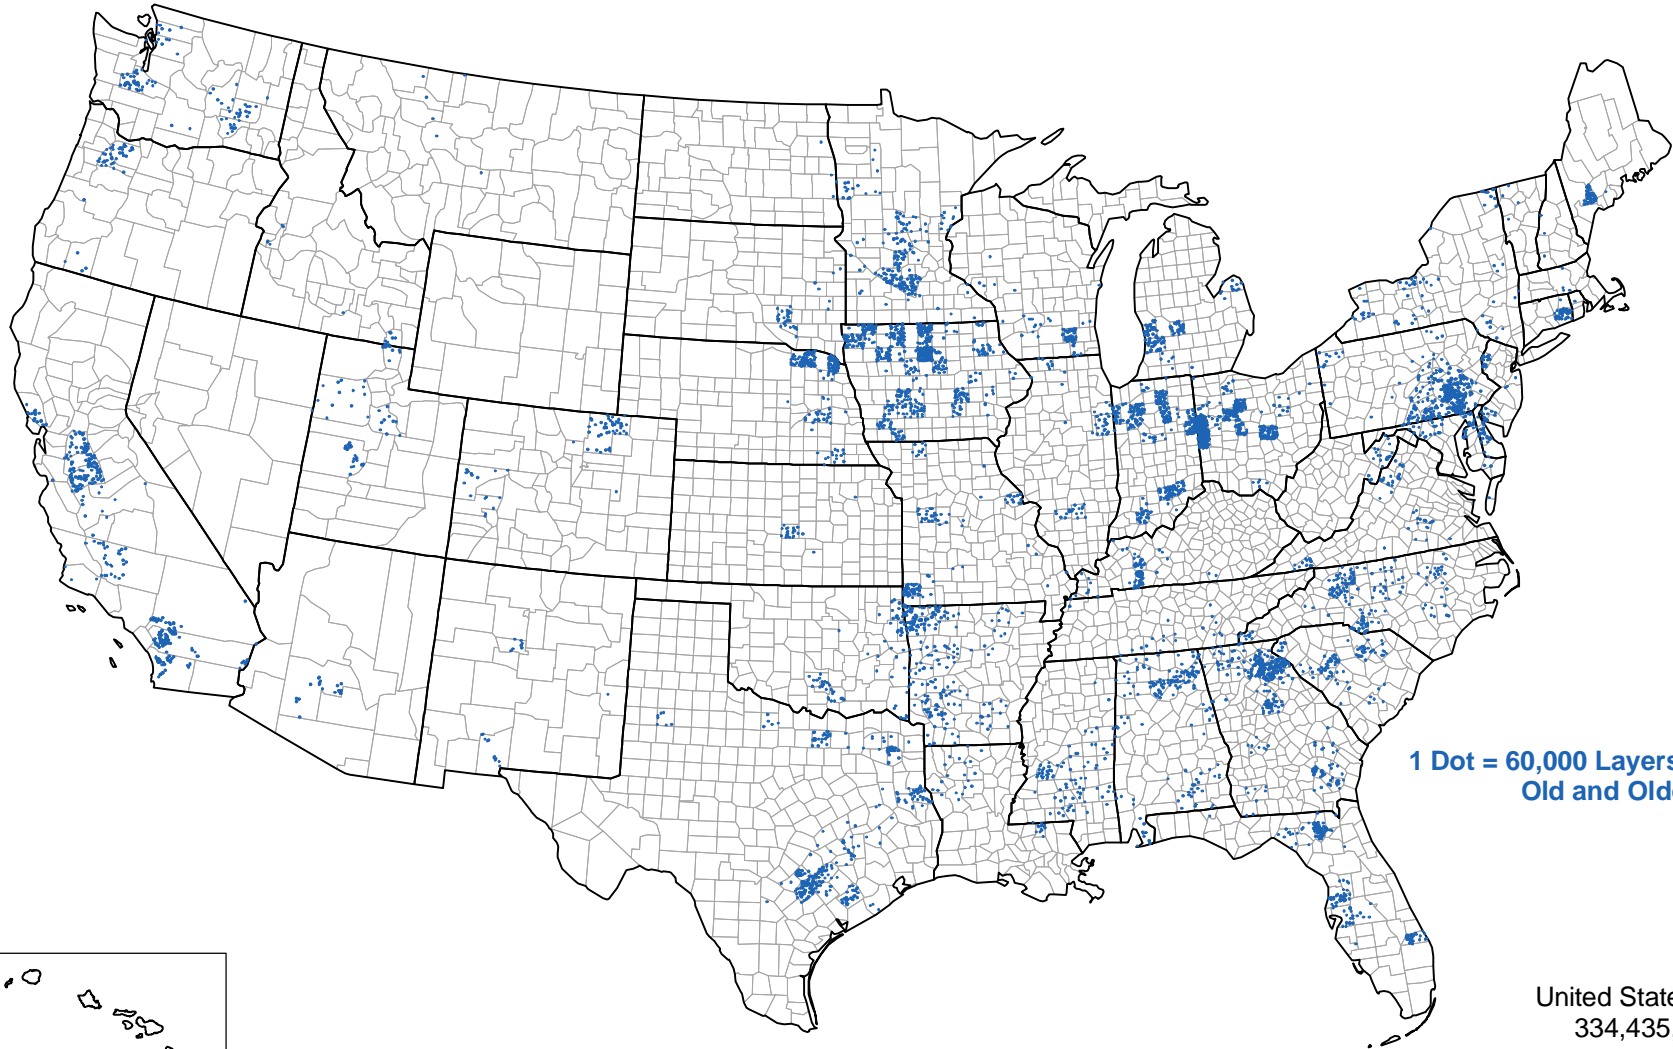 1 Dot = 60,000 Layers
Old and Old
United State
334,435